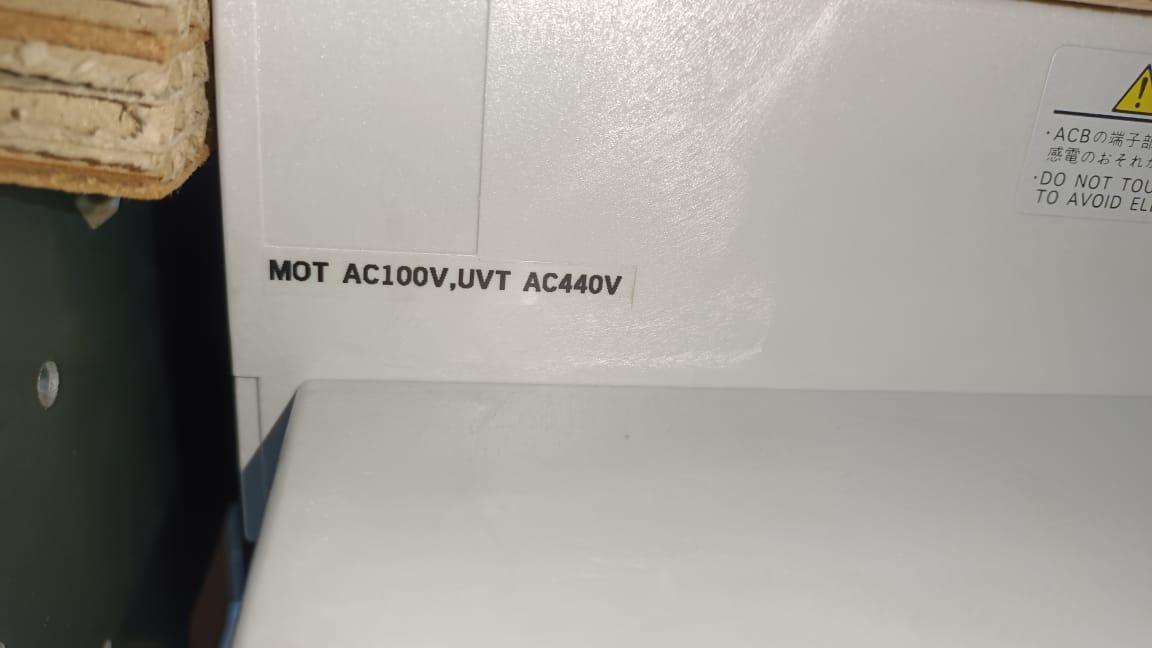 MOT AC100V,UVT AC440V
・ACBの端子部
感電のおそれが
・DO NOT TOU
TO AVOID ELE